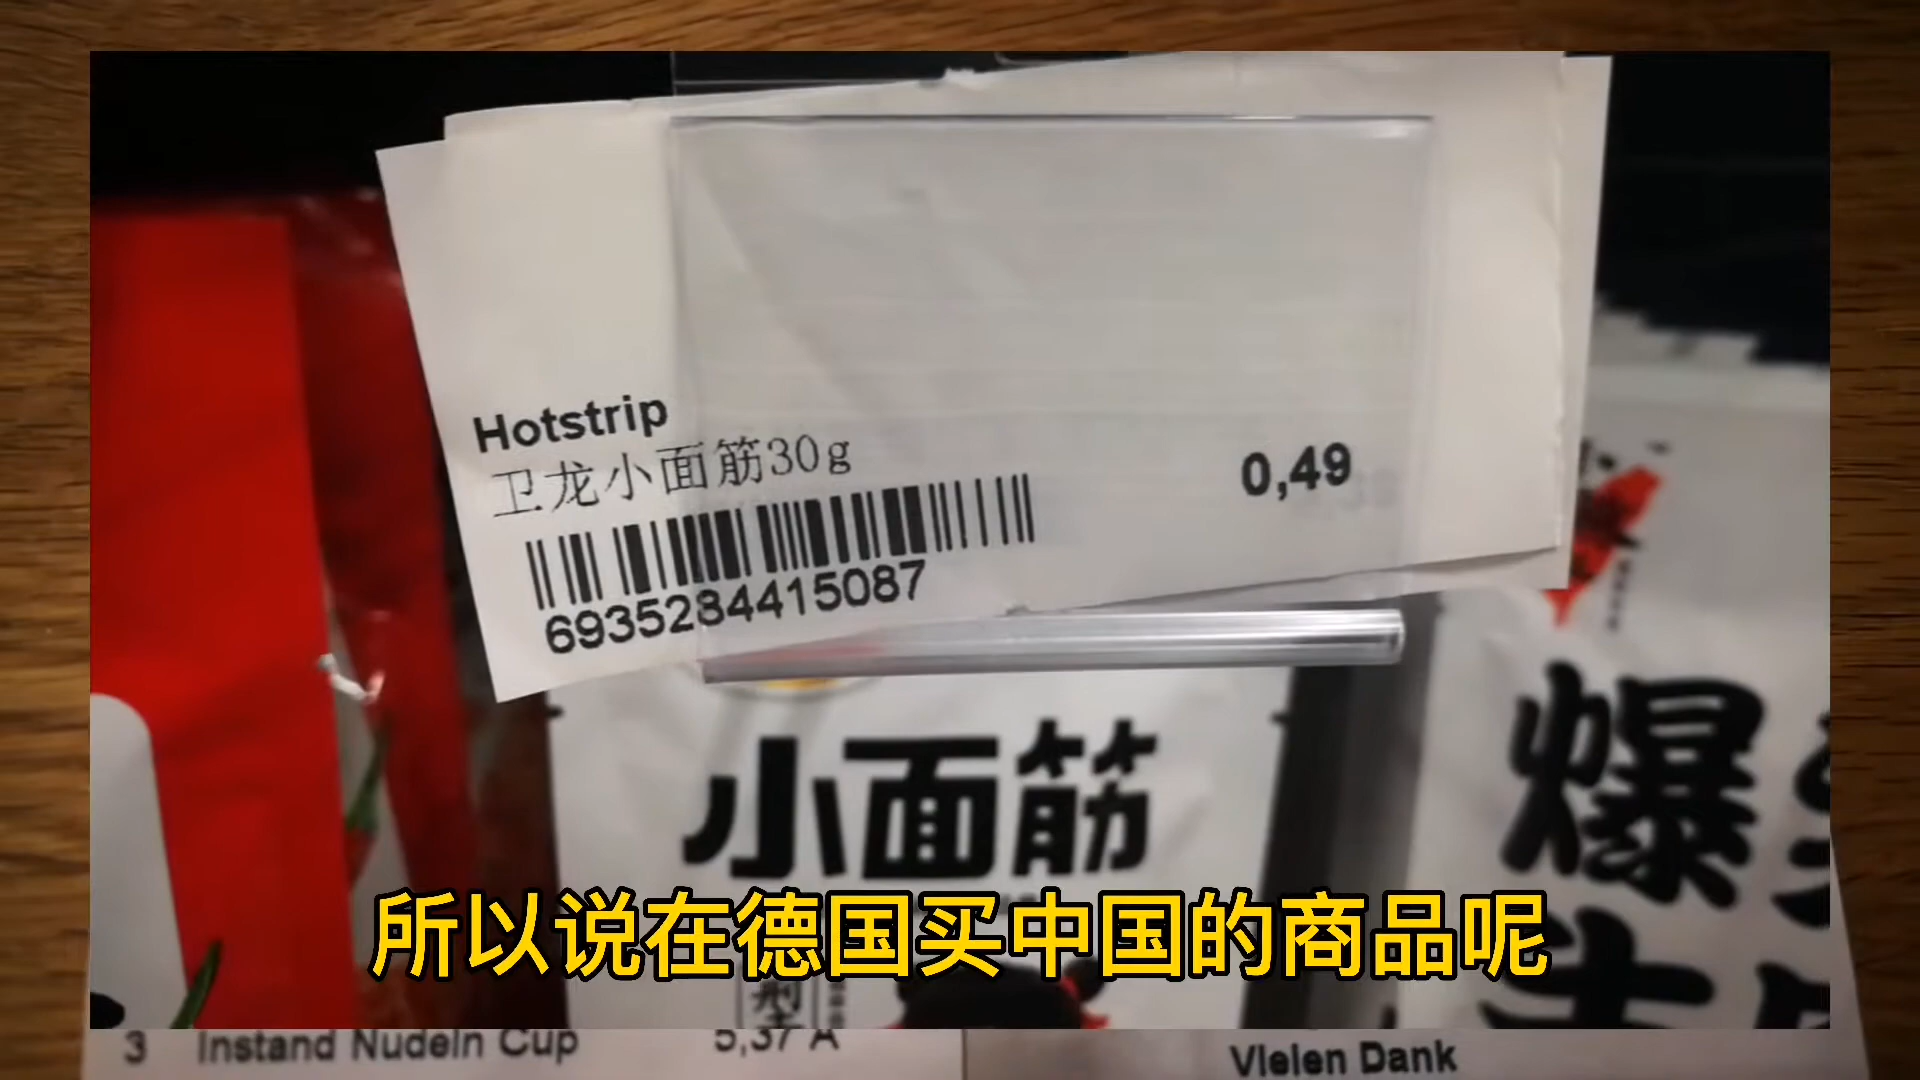 Hotstrip
卫龙小面筋30g
0,49
6935284415087
小面筋
爆
型
所以说在德国买中国的商品呢
3 Instand Nudeln Cup 5,37 A
Vielen Dank